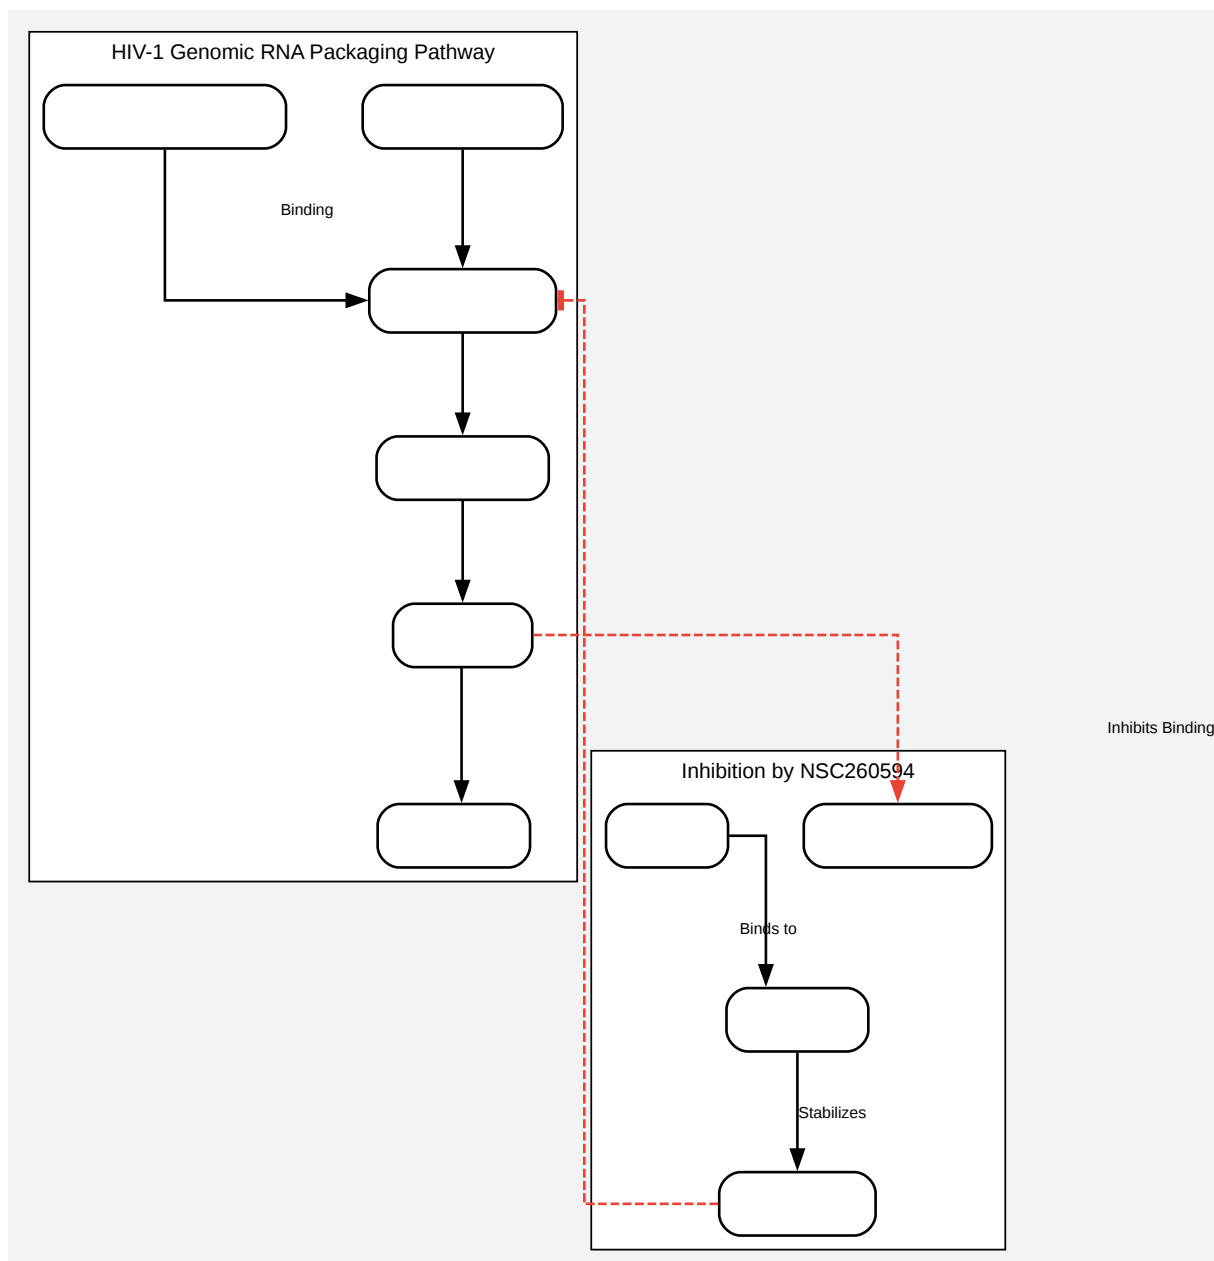 HIV-1 Genomic RNA Packaging Pathway
Binding
Inhibits Binding
Inhibition by NSC260594
Binds to
Stabilizes